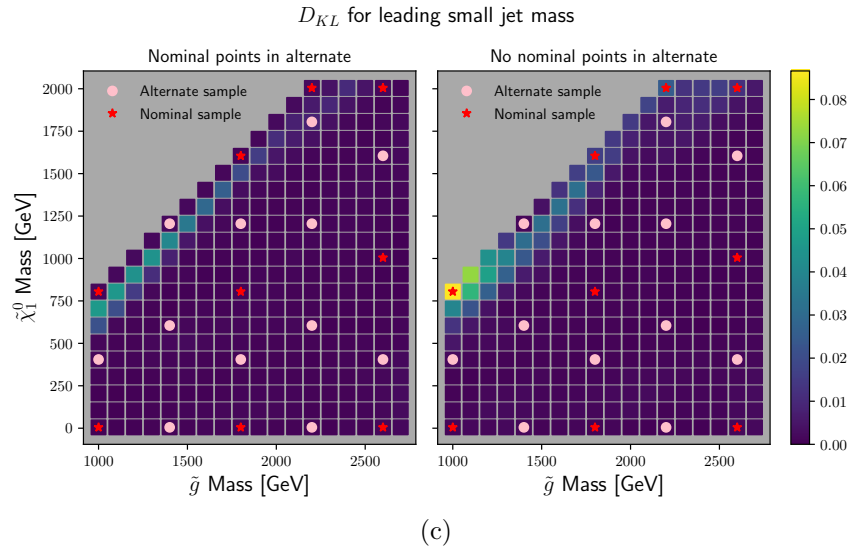 D_{KL} for leading small jet mass
Nominal points in alternate
No nominal points in alternate
Alternate sample
Nominal sample
Alternate sample
Nominal sample
2000
1750
1500
1250
1000
750
500
250
0
χ̃₁⁰ Mass [GeV]
0.08
0.07
0.06
0.05
0.04
0.03
0.02
0.01
0.00
1000 1500 2000 2500
1000 1500 2000 2500
g̃ Mass [GeV]
g̃ Mass [GeV]
(c)